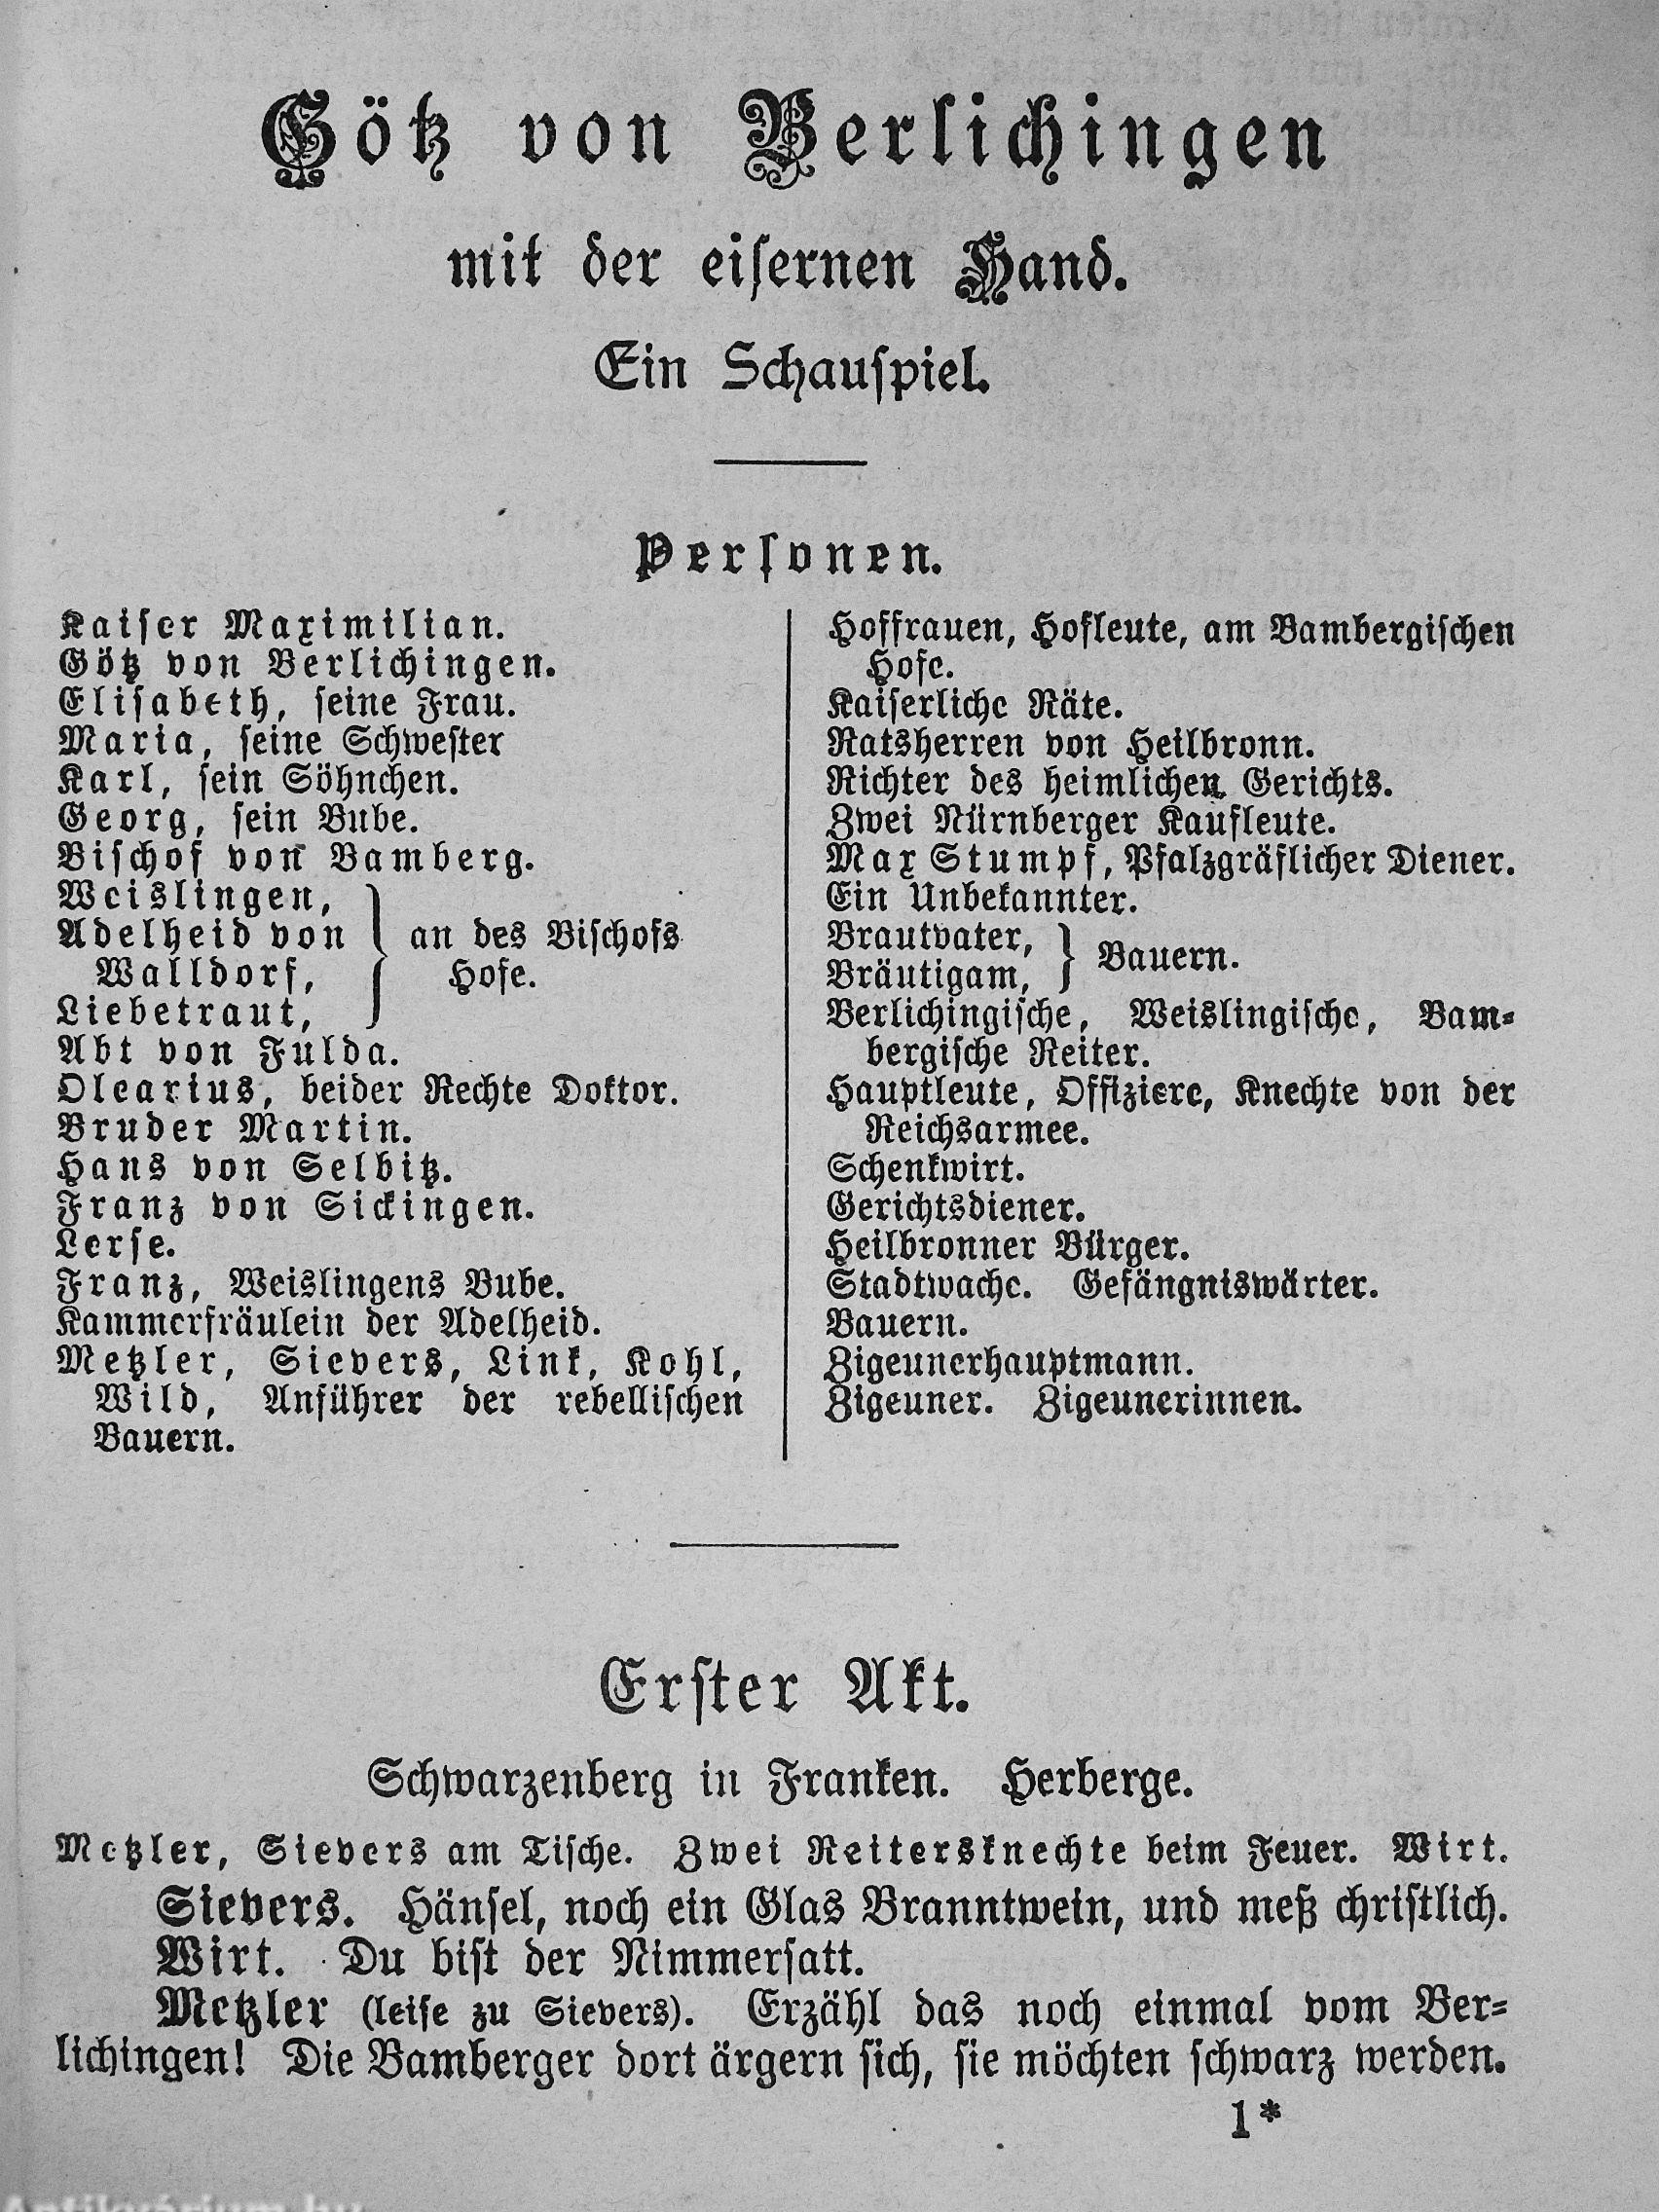 Götz von Berlichingen
mit der eisernen Hand.
Ein Schauspiel.
Personen.
Kaiser Maximilian.
Götz von Berlichingen.
Elisabeth, seine Frau.
Maria, seine Schwester
Karl, sein Söhnchen.
Georg, sein Bube.
Bischof von Bamberg.
Weislingen,
Adelheid von
Walldorf,
Liebetraut,
an des Bischofs
Hofe.
Abt von Fulda.
Olearius, beider Rechte Doktor.
Bruder Martin.
Hans von Selbitz.
Franz von Sickingen.
Lerse.
Franz, Weislingens Bube.
Kammerfräulein der Adelheid.
Metzler, Sievers, Link, Kohl,
Wild, Anführer der rebellischen
Bauern.
Hoffrauen, Hofleute, am Bambergischen
Hofe.
Kaiserliche Räte.
Ratsherren von Heilbronn.
Richter des heimlichen Gerichts.
Zwei Nürnberger Kaufleute.
Max Stumpf, Pfalzgräflicher Diener.
Ein Unbekannter.
Brautvater,
Bräutigam,
Bauern.
Berlichingische, Weislingische, Bam-
bergische Reiter.
Hauptleute, Offiziere, Knechte von der
Reichsarmee.
Schenkwirt.
Gerichtsdiener.
Heilbronner Bürger.
Stadtwache. Gefängniswärter.
Bauern.
Zigeunerhauptmann.
Zigeuner. Zigeunerinnen.
Erster Akt.
Schwarzenberg in Franken. Herberge.
Metzler, Sievers am Tische. Zwei Reitersknechte beim Feuer. Wirt.
Sievers. Hänsel, noch ein Glas Branntwein, und meß christlich.
Wirt. Du bist der Nimmersatt.
Metzler (leise zu Sievers). Erzähl das noch einmal vom Ber-
lichingen! Die Bamberger dort ärgern sich, sie möchten schwarz werden.
1*
Antikvárium.hu